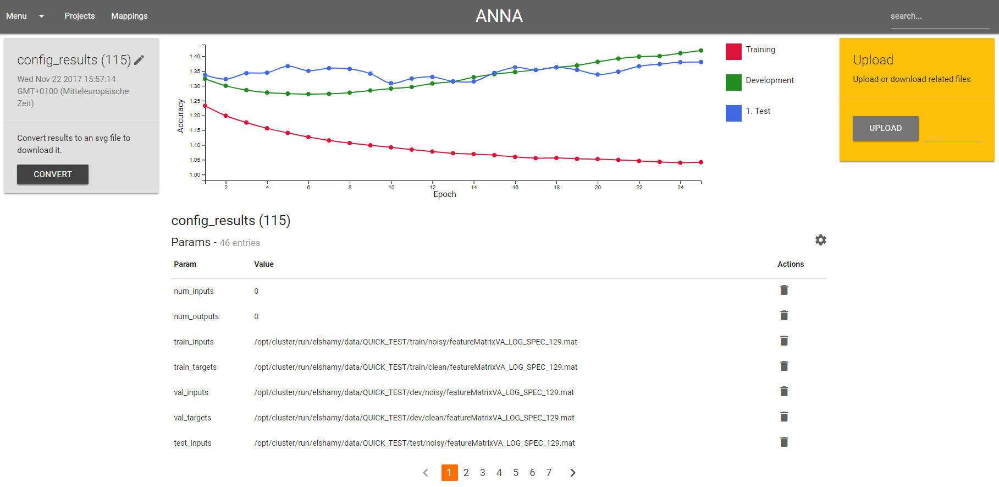 Menu Projects Mappings ANNA search...
config_results (115)
Wed Nov 22 2017 15:57:14
GMT+0100 (Mitteleuropäische
Zeit)
Convert results to an svg file to
download it.
CONVERT
Accuracy
1.40
1.35
1.30
1.25
1.20
1.15
1.10
1.05
1.00
2 4 6 8 10 12 14 16 18 20 22 24
Epoch
Training
Development
1. Test
Upload
Upload or download related files
UPLOAD
config_results (115)
Params - 46 entries
Param Value Actions
num_inputs 0
num_outputs 0
train_inputs /opt/cluster/run/elshamy/data/QUICK_TEST/train/noisy/featureMatrixVA_LOG_SPEC_129.mat
train_targets /opt/cluster/run/elshamy/data/QUICK_TEST/train/clean/featureMatrixVA_LOG_SPEC_129.mat
val_inputs /opt/cluster/run/elshamy/data/QUICK_TEST/dev/noisy/featureMatrixVA_LOG_SPEC_129.mat
val_targets /opt/cluster/run/elshamy/data/QUICK_TEST/dev/clean/featureMatrixVA_LOG_SPEC_129.mat
test_inputs /opt/cluster/run/elshamy/data/QUICK_TEST/test/noisy/featureMatrixVA_LOG_SPEC_129.mat
1 2 3 4 5 6 7